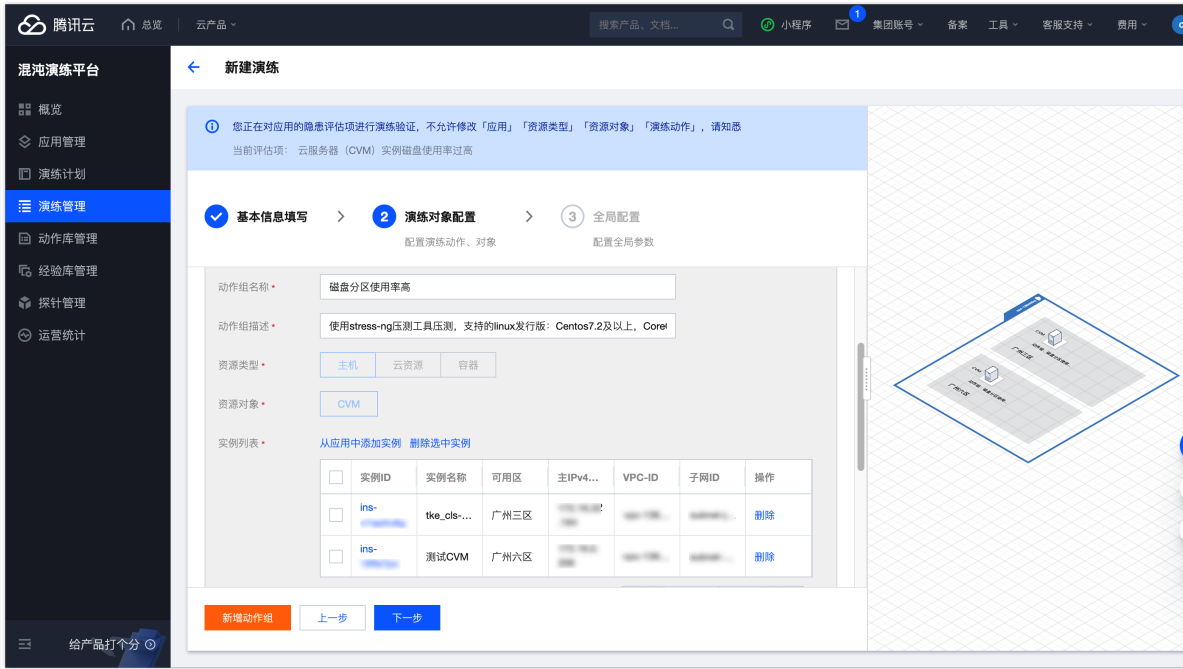 腾讯云
总览
云产品
搜索产品、文档...
小程序
1
集团账号
备案
工具
客服支持
费用
混沌演练平台
新建演练
概览
应用管理
演练计划
演练管理
动作库管理
经验库管理
探针管理
运营统计
给产品打个分
您正在对应用的隐患评估项进行演练验证，不允许修改「应用」「资源类型」「资源对象」「演练动作」，请知悉
当前评估项： 云服务器（CVM）实例磁盘使用率过高
基本信息填写
2 演练对象配置
配置演练动作、对象
3 全局配置
配置全局参数
动作组名称 • 磁盘分区使用率高
动作组描述 • 使用stress-ng压测工具压测，支持的linux发行版：Centos7.2及以上，Core
资源类型 • 主机 云资源 容器
资源对象 • CVM
实例列表 • 从应用中添加实例 删除选中实例
实例ID 实例名称 可用区 主IPv4... VPC-ID 子网ID 操作
ins- tke_cls-... 广州三区 删除
ins- 测试CVM 广州六区 删除
新增动作组 上一步 下一步
CVM
广州三区
CVM
广州六区